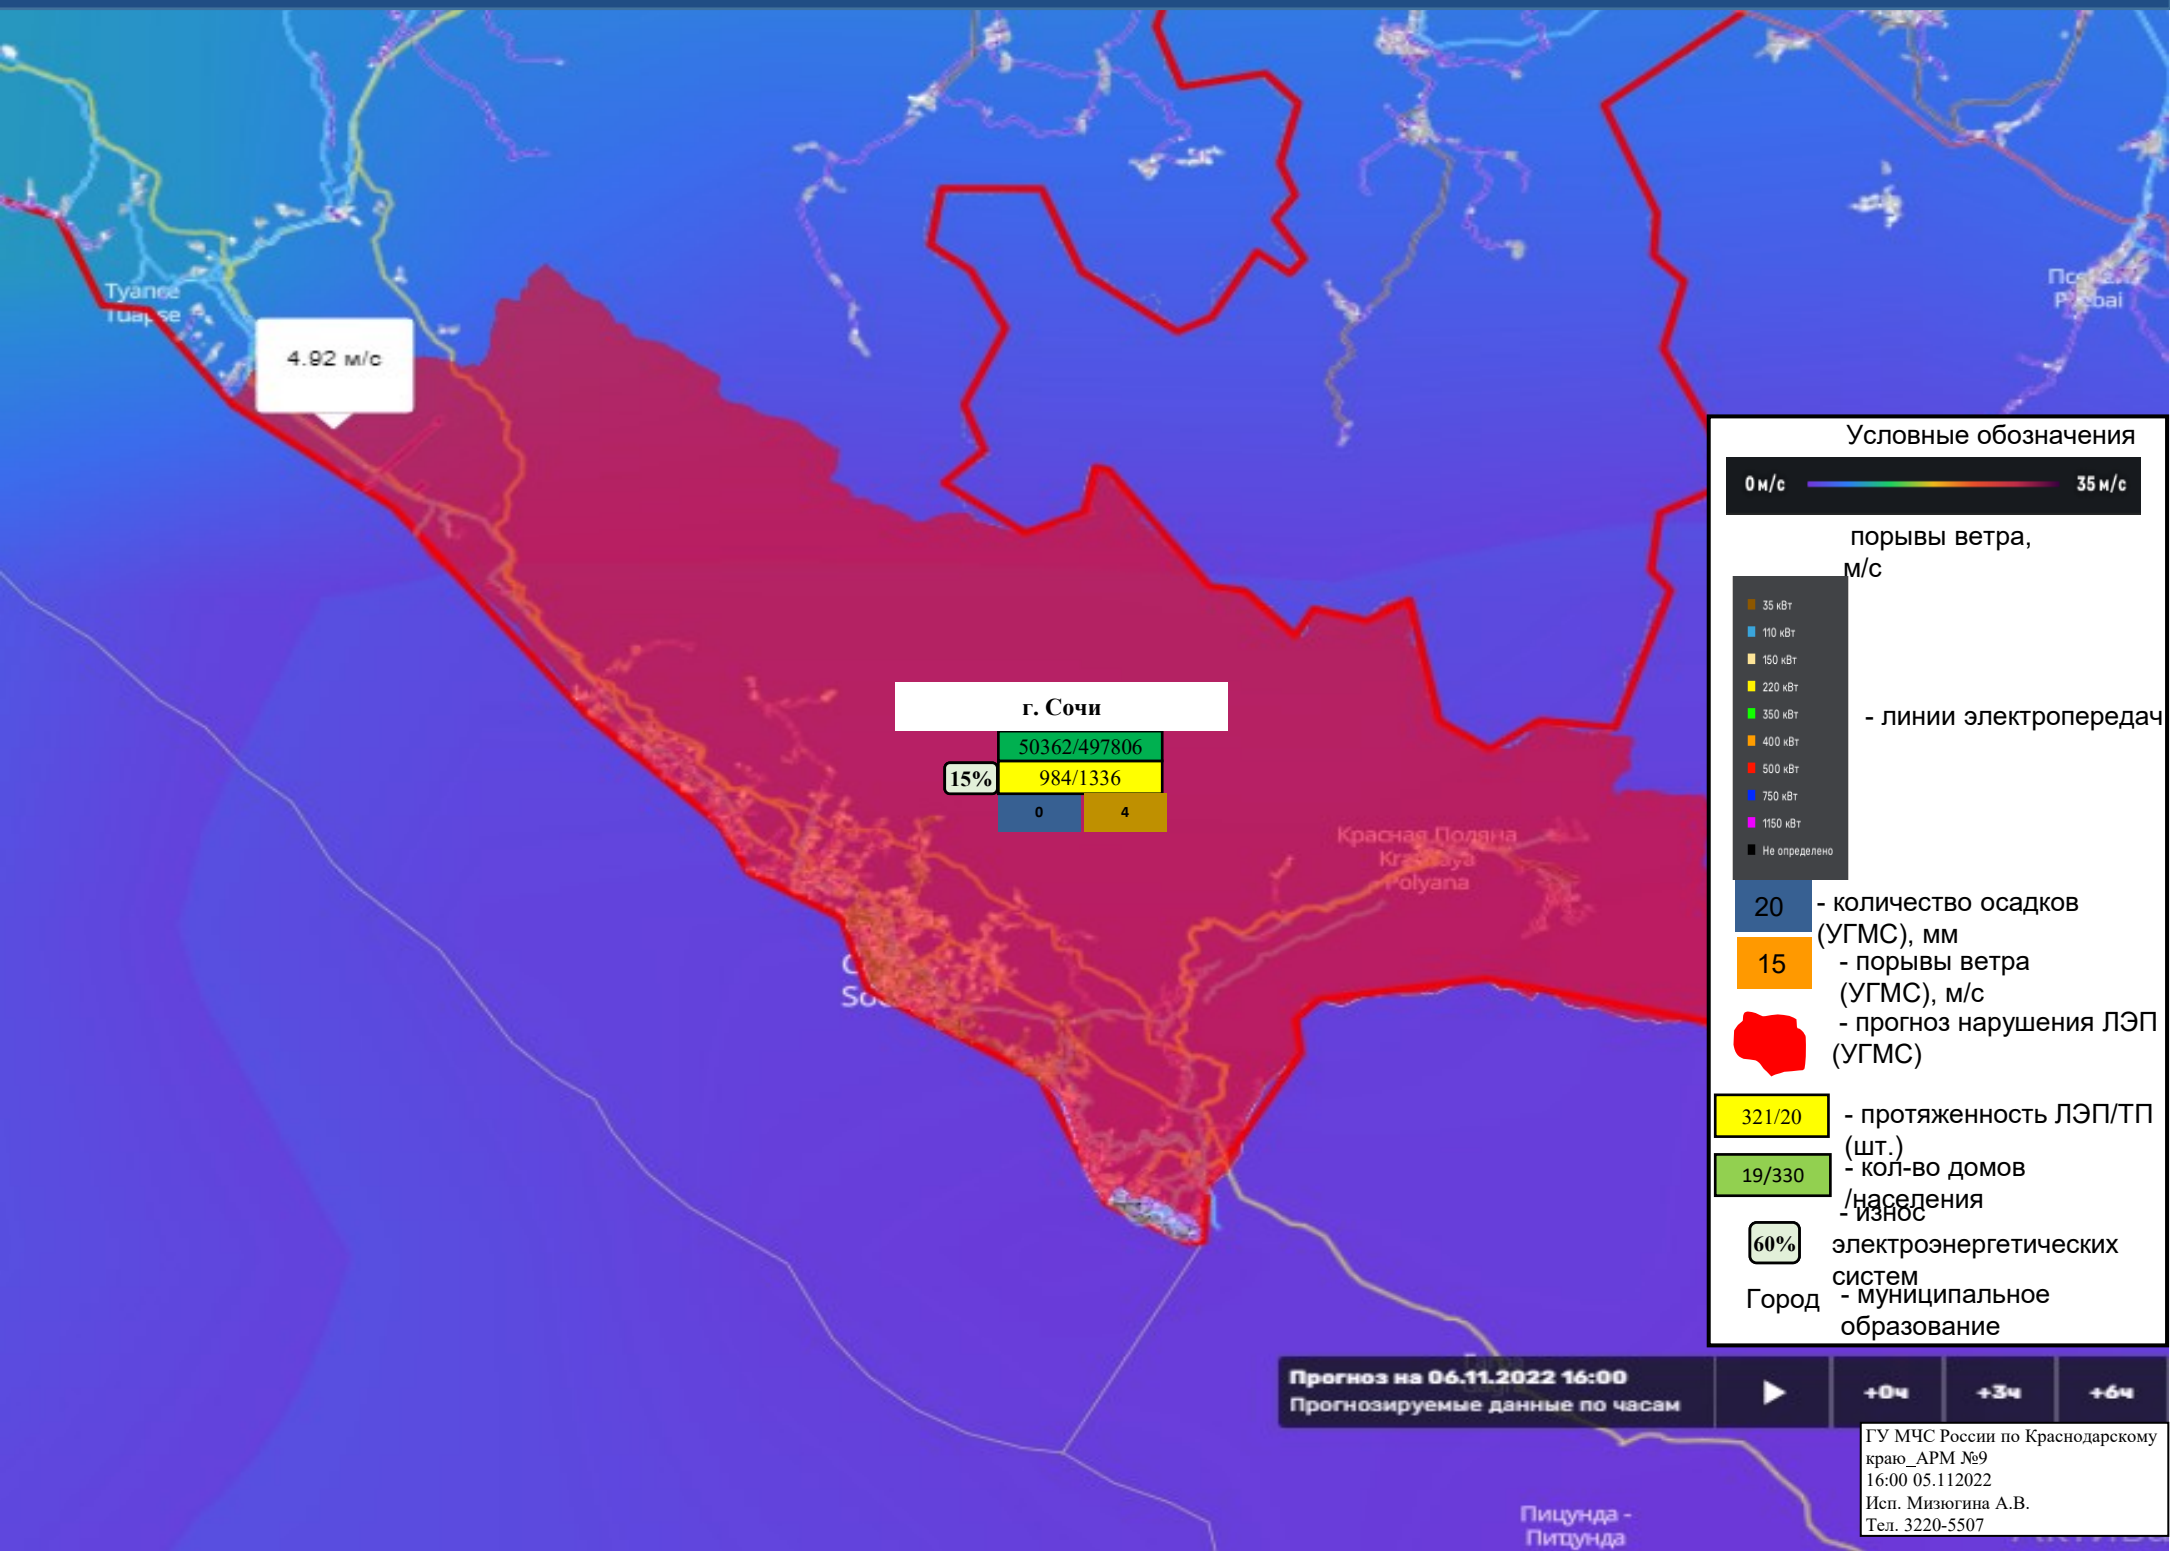 Туапсе
Tuapse
4.92 м/с
г. Сочи
50362/497806
15%
984/1336
0
4
Красная Поляна
Krasnaya
Polyana
Условные обозначения
0 м/с
35 м/с
порывы ветра,
м/с
35 кВт
110 кВт
150 кВт
220 кВт
350 кВт
400 кВт
500 кВт
750 кВт
1150 кВт
Не определено
- линии электропередач
20
- количество осадков
(УГМС), мм
15
- порывы ветра
(УГМС), м/с
- прогноз нарушения ЛЭП
(УГМС)
321/20
- протяженность ЛЭП/ТП
(шт.)
19/330
- кол-во домов
/населения
60%
- износ
электроэнергетических
систем
Город
- муниципальное
образование
Прогноз на 06.11.2022 16:00
Прогнозируемые данные по часам
+0ч
+3ч
+6ч
ГУ МЧС России по Краснодарскому
краю_АРМ №9
16:00 05.112022
Исп. Мизюгина А.В.
Тел. 3220-5507
Пицунда -
Питцунда